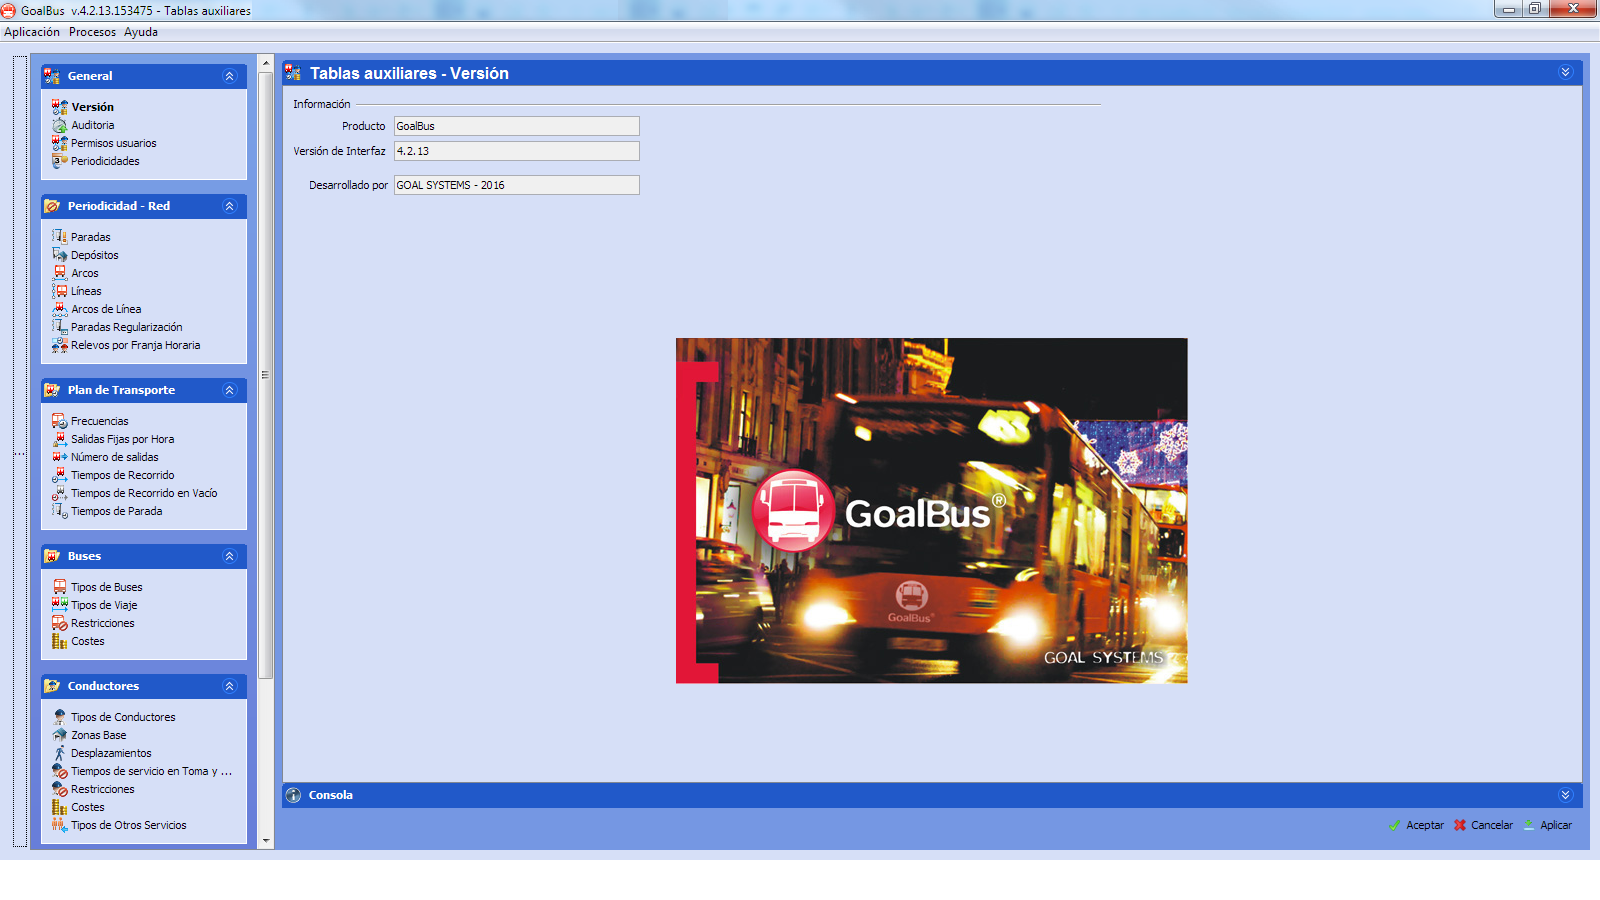 GoalBus v.4.2.13.153475 - Tablas auxiliares
Aplicación Procesos Ayuda
General
Versión
Auditoria
Permisos usuarios
Periodicidades
Periodicidad - Red
Paradas
Depósitos
Arcos
Líneas
Arcos de Línea
Paradas Regularización
Relevos por Franja Horaria
Plan de Transporte
Frecuencias
Salidas Fijas por Hora
Número de salidas
Tiempos de Recorrido
Tiempos de Recorrido en Vacío
Tiempos de Parada
Buses
Tipos de Buses
Tipos de Viaje
Restricciones
Costes
Conductores
Tipos de Conductores
Zonas Base
Desplazamientos
Tiempos de servicio en Toma y ...
Restricciones
Costes
Tipos de Otros Servicios
Tablas auxiliares - Versión
Información
Producto GoalBus
Versión de Interfaz 4.2.13
Desarrollado por GOAL SYSTEMS - 2016
GoalBus®
GoalBus®
GOAL SYSTEMS
Consola
Aceptar Cancelar Aplicar